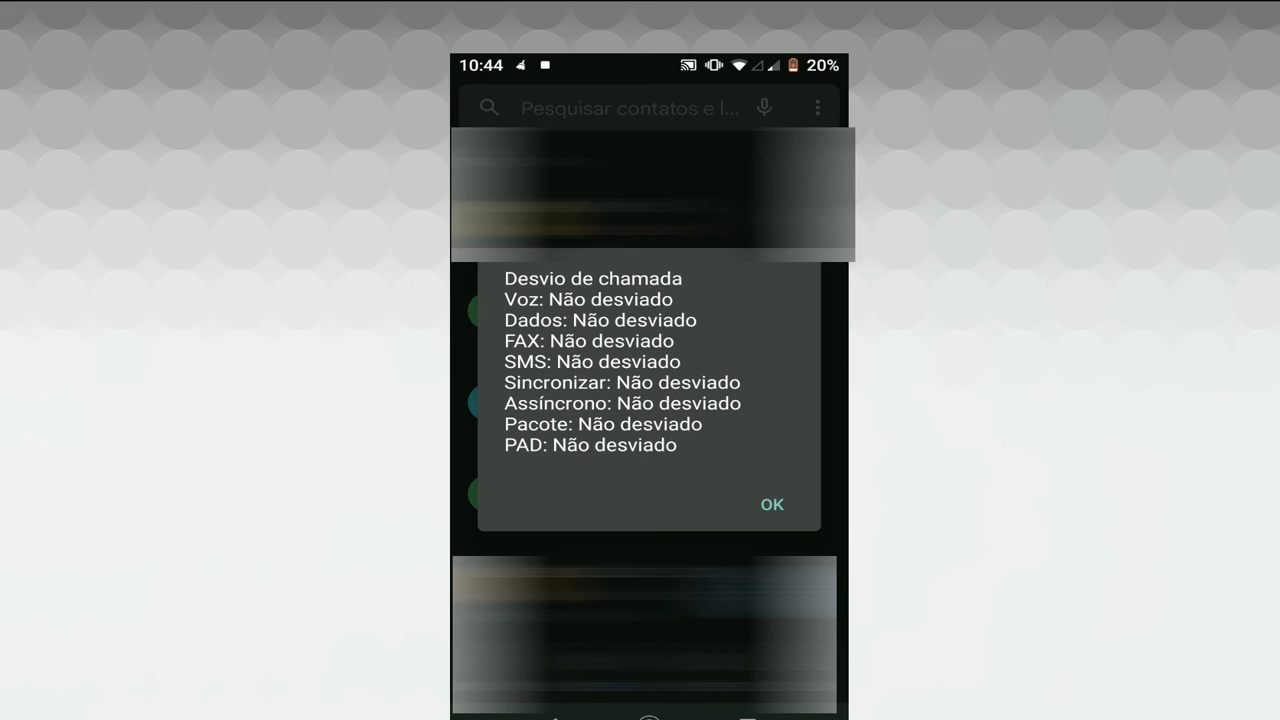 10:44
20%
Pesquisar contatos e l...
Desvio de chamada
Voz: Não desviado
Dados: Não desviado
FAX: Não desviado
SMS: Não desviado
Sincronizar: Não desviado
Assíncrono: Não desviado
Pacote: Não desviado
PAD: Não desviado
OK